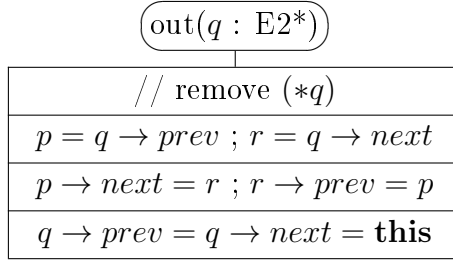 out(q : E2*)
// remove (∗q)
p = q → prev ; r = q → next
p → next = r ; r → prev = p
q → prev = q → next = this